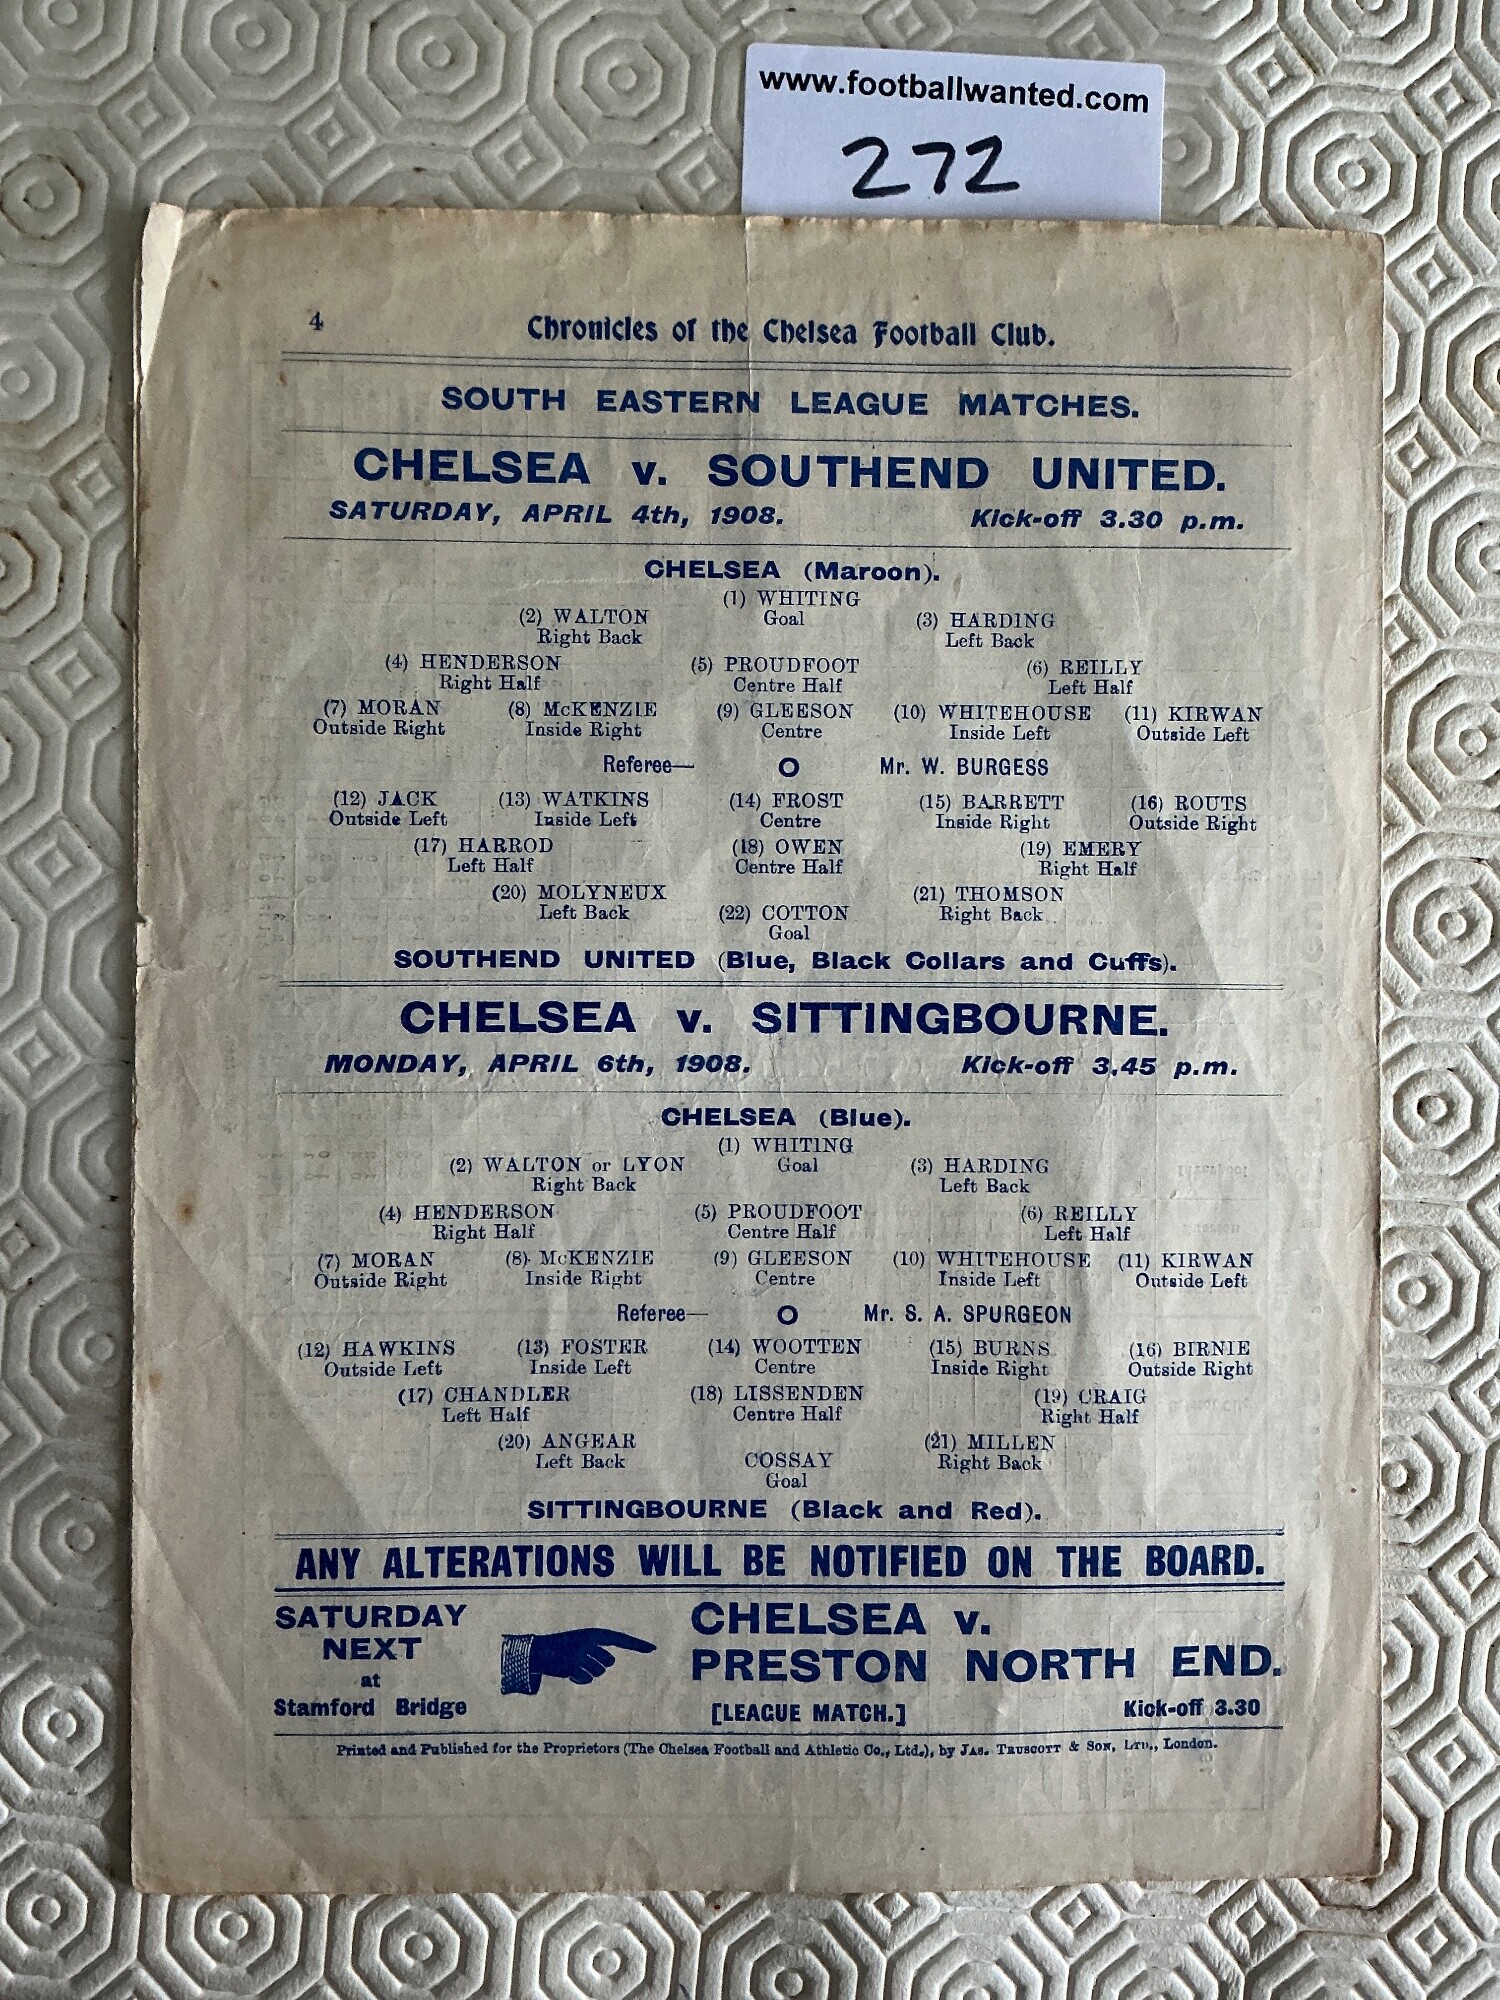 www.footballwanted.com
272
4 Chronicles of the Chelsea Football Club.
SOUTH EASTERN LEAGUE MATCHES.
CHELSEA v. SOUTHEND UNITED.
SATURDAY, APRIL 4th, 1908. Kick-off 3.30 p.m.
CHELSEA (Maroon).
(1) WHITING
Goal
(2) WALTON (3) HARDING
Right Back Left Back
(4) HENDERSON (5) PROUDFOOT (6) REILLY
Right Half Centre Half Left Half
(7) MORAN (8) McKENZIE (9) GLEESON (10) WHITEHOUSE (11) KIRWAN
Outside Right Inside Right Centre Inside Left Outside Left
Referee— O Mr. W. BURGESS
(12) JACK (13) WATKINS (14) FROST (15) BARRETT (16) ROUTS
Outside Left Inside Left Centre Inside Right Outside Right
(17) HARROD (18) OWEN (19) EMERY
Left Half Centre Half Right Half
(20) MOLYNEUX (21) THOMSON
Left Back Right Back
(22) COTTON
Goal
SOUTHEND UNITED (Blue, Black Collars and Cuffs).
CHELSEA v. SITTINGBOURNE.
MONDAY, APRIL 6th, 1908. Kick-off 3.45 p.m.
CHELSEA (Blue).
(1) WHITING
Goal
(2) WALTON or LYON (3) HARDING
Right Back Left Back
(4) HENDERSON (5) PROUDFOOT (6) REILLY
Right Half Centre Half Left Half
(7) MORAN (8) McKENZIE (9) GLEESON (10) WHITEHOUSE (11) KIRWAN
Outside Right Inside Right Centre Inside Left Outside Left
Referee— O Mr. S. A. SPURGEON
(12) HAWKINS (13) FOSTER (14) WOOTTEN (15) BURNS (16) BIRNIE
Outside Left Inside Left Centre Inside Right Outside Right
(17) CHANDLER (18) LISSENDEN (19) CRAIG
Left Half Centre Half Right Half
(20) ANGEAR (21) MILLEN
Left Back Right Back
COSSAY
Goal
SITTINGBOURNE (Black and Red).
ANY ALTERATIONS WILL BE NOTIFIED ON THE BOARD.
SATURDAY
NEXT
at
Stamford Bridge
CHELSEA v.
PRESTON NORTH END.
[LEAGUE MATCH.] Kick-off 3.30
Printed and Published for the Proprietors (The Chelsea Football and Athletic Co., Ltd.), by JAS. TRUSCOTT & SON, LTD., London.